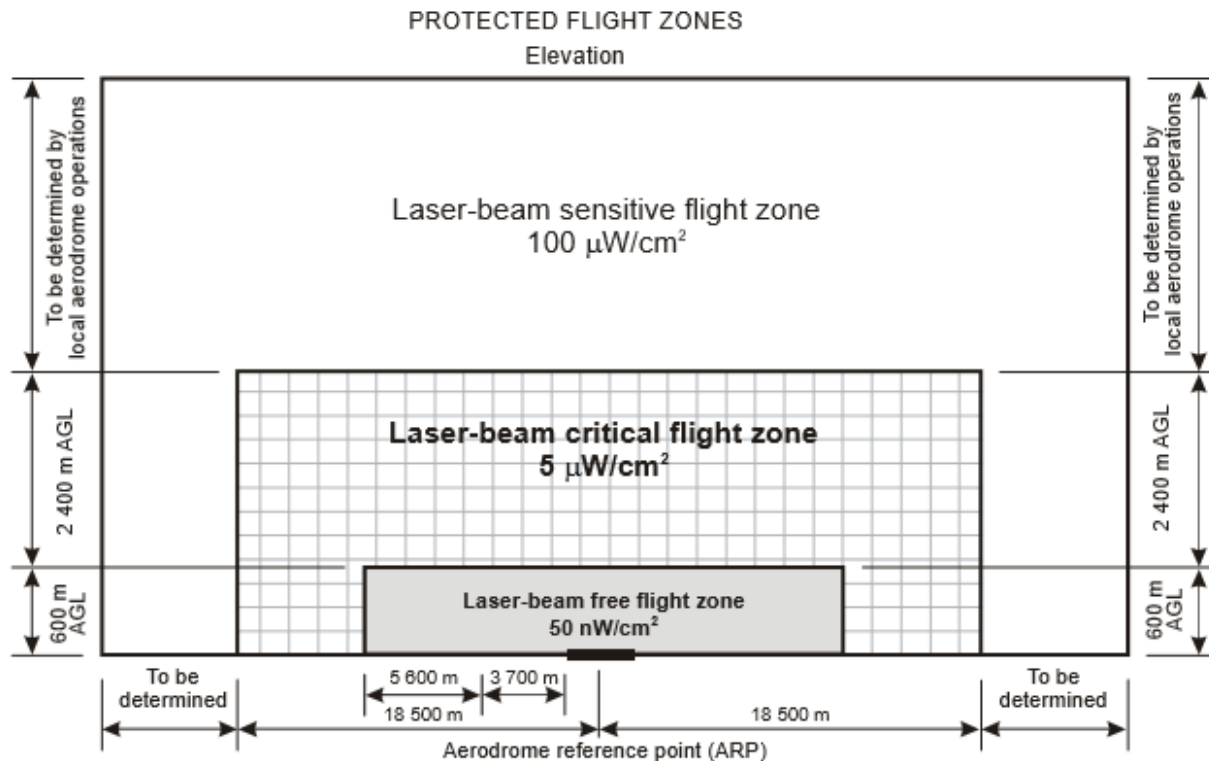 PROTECTED FLIGHT ZONES
Elevation
To be determined by
local aerodrome operations
To be determined by
local aerodrome operations
Laser-beam sensitive flight zone
100 μW/cm²
2 400 m AGL
Laser-beam critical flight zone
5 μW/cm²
2 400 m AGL
600 m
AGL
Laser-beam free flight zone
50 nW/cm²
600 m
AGL
To be
determined
5 600 m
3 700 m
To be
determined
18 500 m
18 500 m
Aerodrome reference point (ARP)